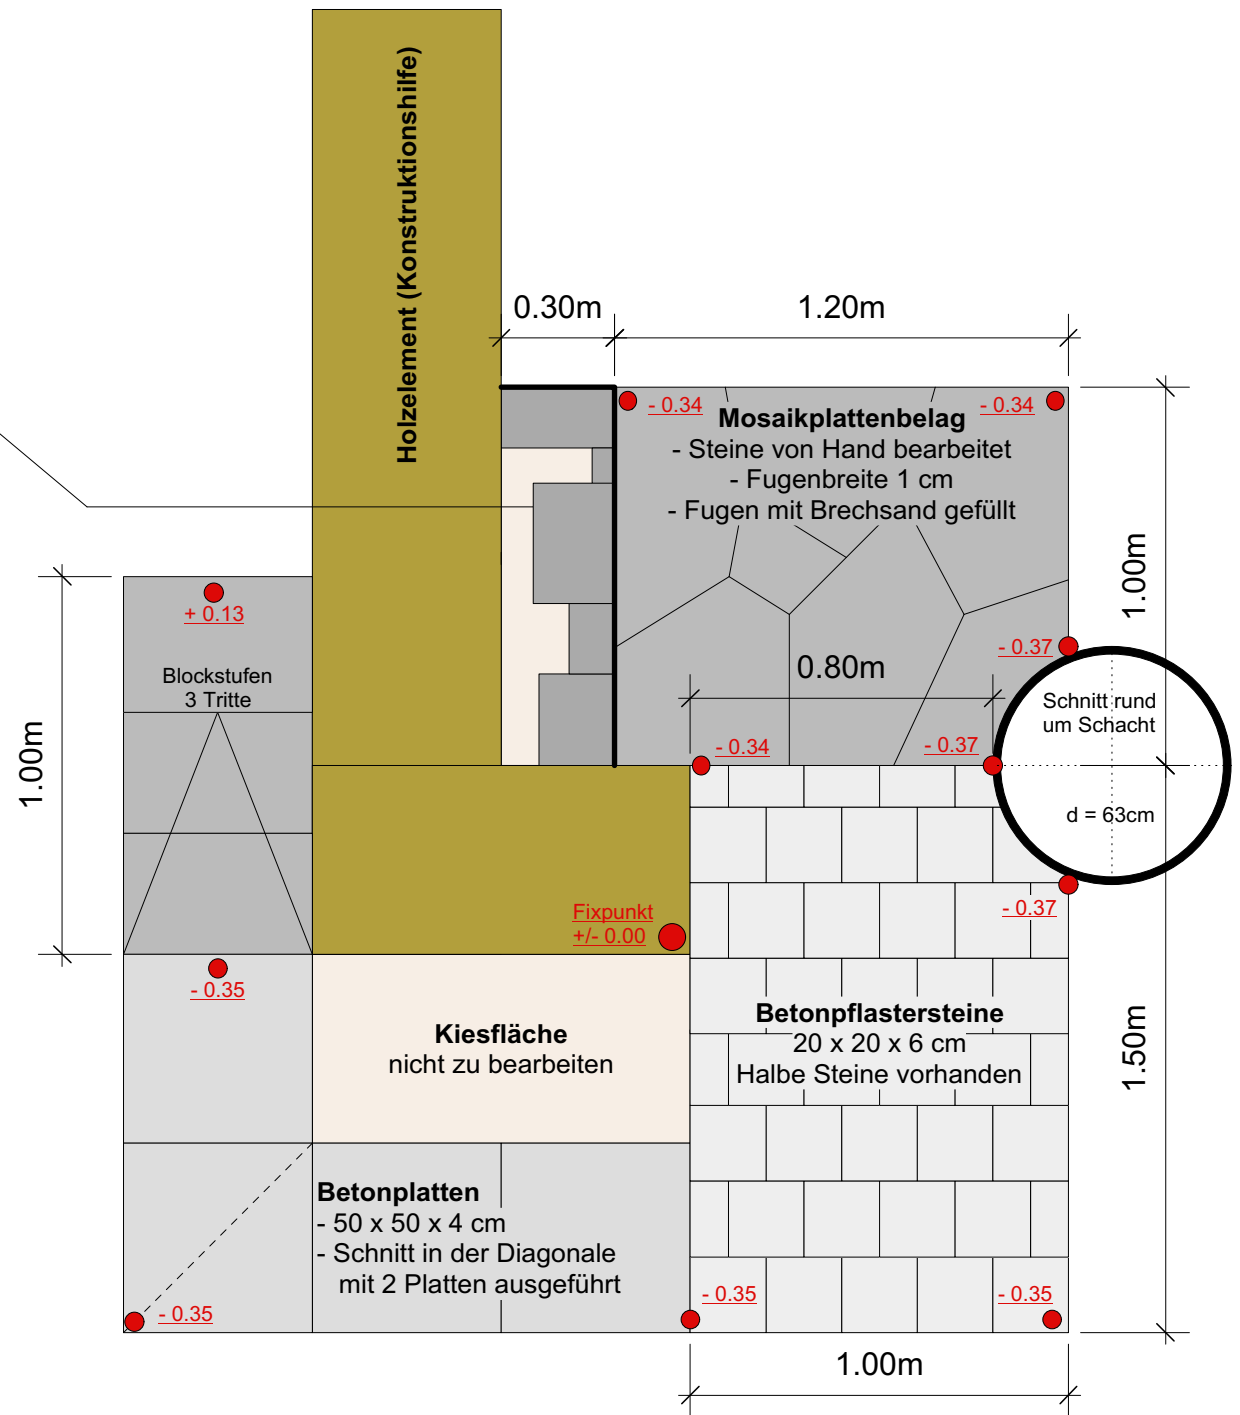 Holzelement (Konstruktionshilfe)
0.30m
1.20m
- 0.34
- 0.34
Mosaikplattenbelag
- Steine von Hand bearbeitet
- Fugenbreite 1 cm
- Fugen mit Brechsand gefüllt
1.00m
+ 0.13
Blockstufen
3 Tritte
1.00m
0.80m
- 0.37
Schnitt rund
um Schacht
- 0.34
- 0.37
d = 63cm
- 0.37
Fixpunkt
+/- 0.00
- 0.35
Kiesfläche
nicht zu bearbeiten
Betonpflastersteine
20 x 20 x 6 cm
Halbe Steine vorhanden
1.50m
Betonplatten
- 50 x 50 x 4 cm
- Schnitt in der Diagonale
mit 2 Platten ausgeführt
- 0.35
- 0.35
- 0.35
1.00m